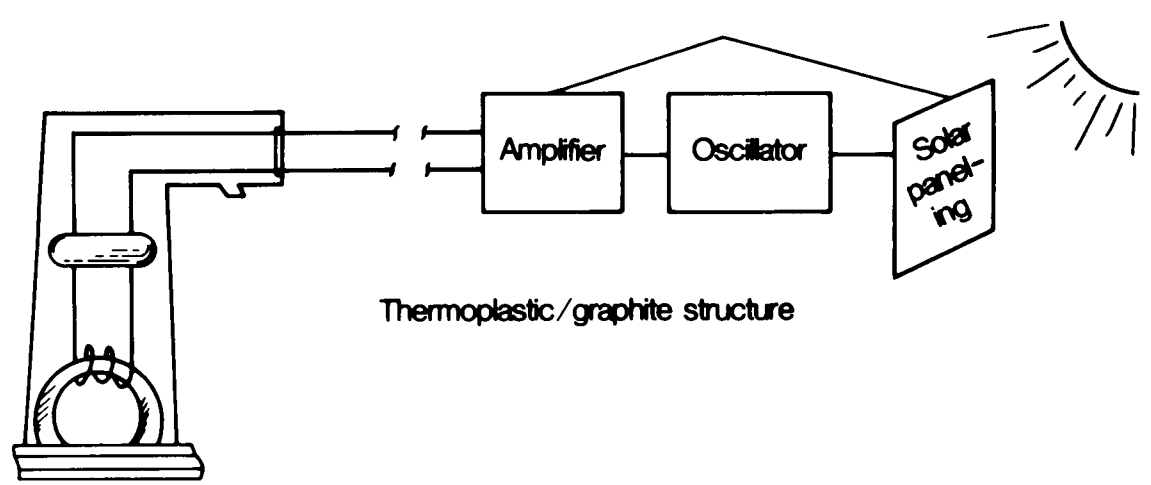 Amplifier
Oscillator
Solar
panel-
ing
Thermoplastic/graphite structure